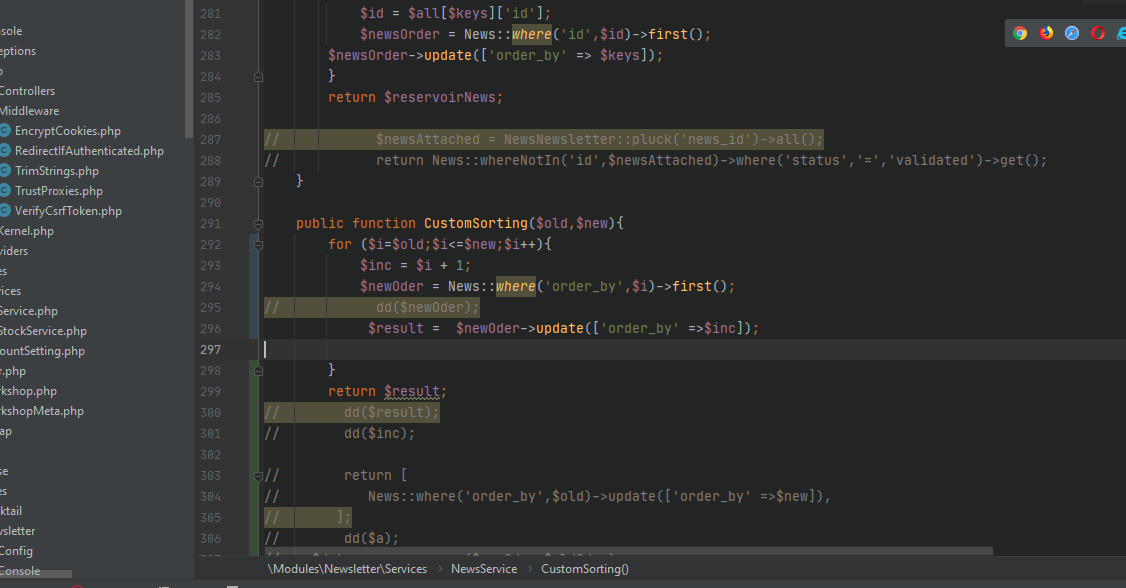 sole
eptions
Controllers
Middleware
EncryptCookies.php
RedirectIfAuthenticated.php
TrimStrings.php
TrustProxies.php
VerifyCsrfToken.php
Kernel.php
viders
es
ices
Service.php
StockService.php
ountSetting.php
r.php
kshop.php
kshopMeta.php
ap
se
es
ktail
vsletter
Config
Console
281 $id = $all[$keys]['id'];
282 $newsOrder = News::where('id',$id)->first();
283 $newsOrder->update(['order_by' => $keys]);
284 }
285 return $reservoirNews;
286
287 // $newsAttached = NewsNewsletter::pluck('news_id')->all();
288 // return News::whereNotIn('id',$newsAttached)->where('status','=','validated')->get();
289 }
290
291 public function CustomSorting($old,$new){
292 for ($i=$old;$i<=$new;$i++){
293 $inc = $i + 1;
294 $newOder = News::where('order_by',$i)->first();
295 // dd($newOder);
296 $result = $newOder->update(['order_by' =>$inc]);
297
298 }
299 return $result;
300 // dd($result);
301 // dd($inc);
302
303 // return [
304 // News::where('order_by',$old)->update(['order_by' =>$new]),
305 // ];
306 // dd($a);
\Modules\Newsletter\Services › NewsService › CustomSorting()